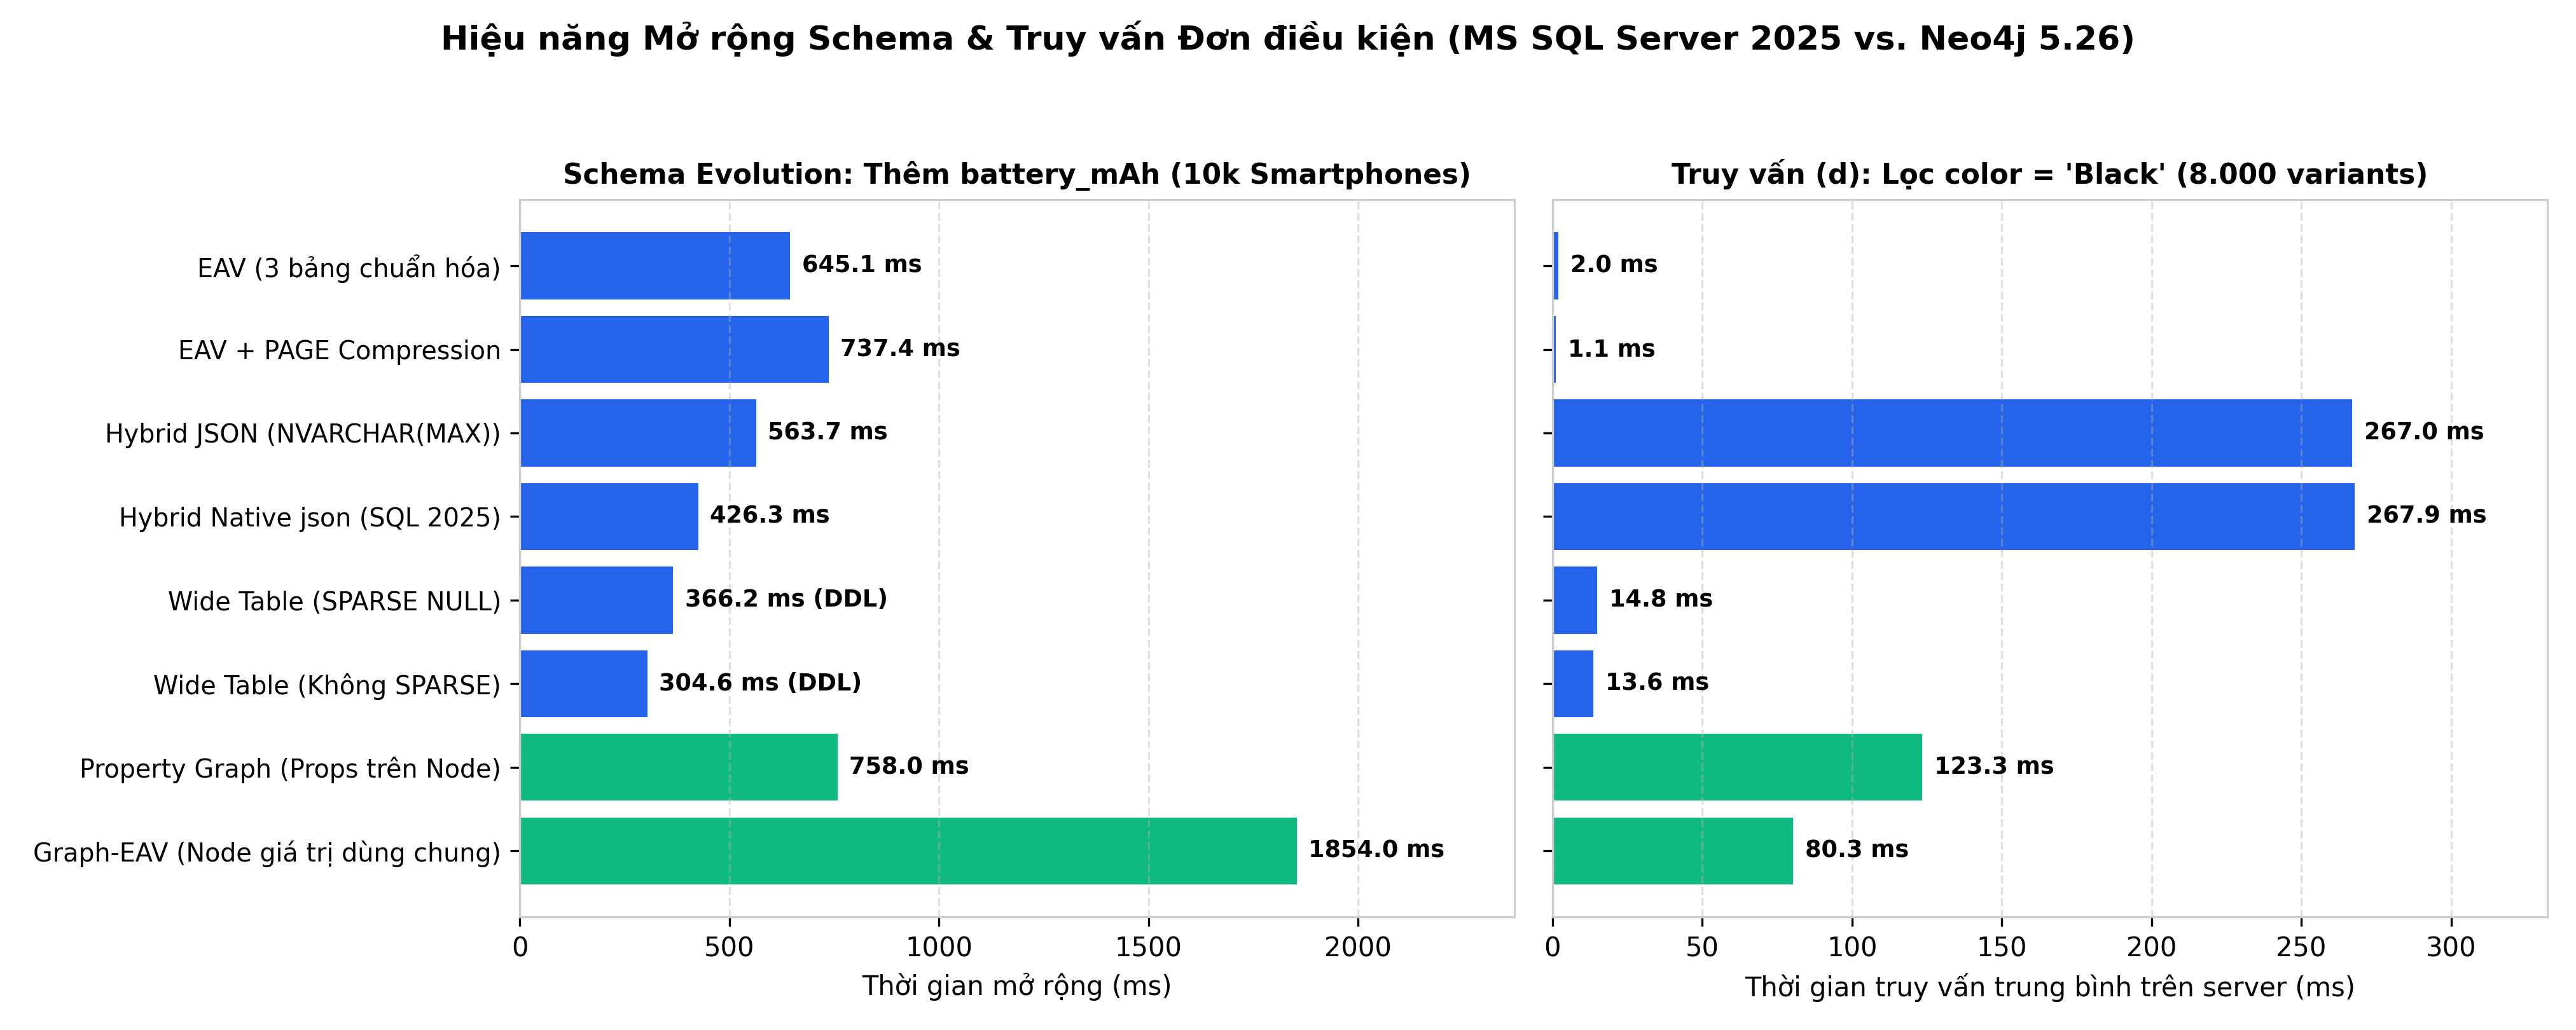 Hiệu năng Mở rộng Schema & Truy vấn Đơn điều kiện (MS SQL Server 2025 vs. Neo4j 5.26)
Schema Evolution: Thêm battery_mAh (10k Smartphones)
EAV (3 bảng chuẩn hóa)
645.1 ms
EAV + PAGE Compression
737.4 ms
Hybrid JSON (NVARCHAR(MAX))
563.7 ms
Hybrid Native json (SQL 2025)
426.3 ms
Wide Table (SPARSE NULL)
366.2 ms (DDL)
Wide Table (Không SPARSE)
304.6 ms (DDL)
Property Graph (Props trên Node)
758.0 ms
Graph-EAV (Node giá trị dùng chung)
1854.0 ms
0 500 1000 1500 2000
Thời gian mở rộng (ms)
Truy vấn (d): Lọc color = 'Black' (8.000 variants)
2.0 ms
1.1 ms
267.0 ms
267.9 ms
14.8 ms
13.6 ms
123.3 ms
80.3 ms
0 50 100 150 200 250 300
Thời gian truy vấn trung bình trên server (ms)